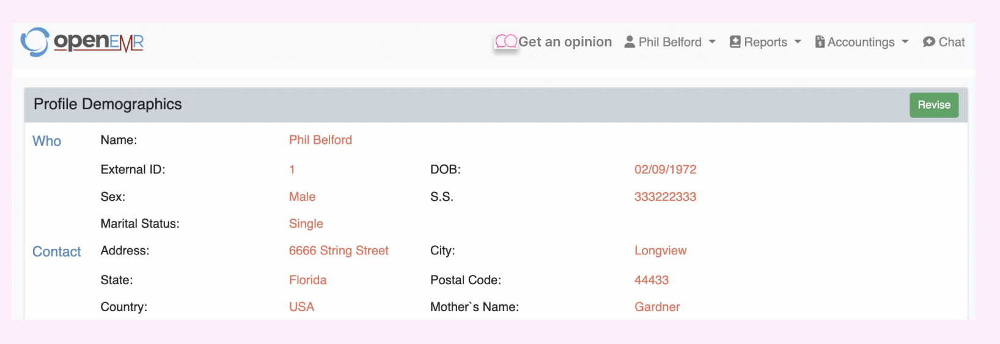 openEMR Get an opinion Phil Belford Reports Accountings Chat
Profile Demographics Revise
Who Name: Phil Belford
External ID: 1 DOB: 02/09/1972
Sex: Male S.S. 333222333
Marital Status: Single
Contact Address: 6666 String Street City: Longview
State: Florida Postal Code: 44433
Country: USA Mother`s Name: Gardner